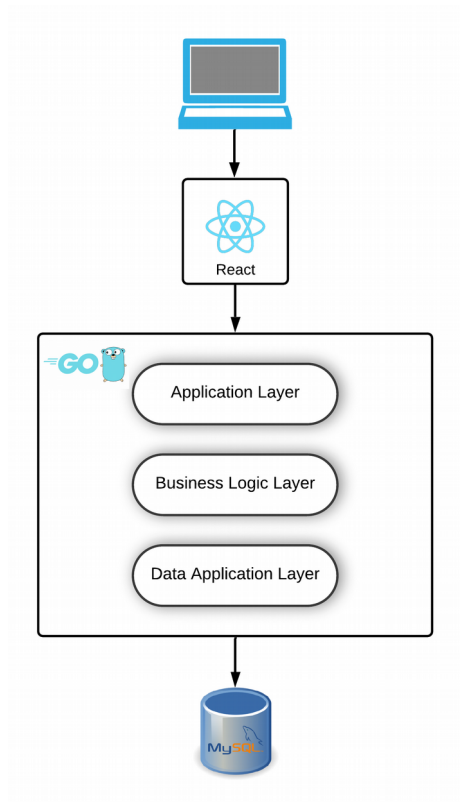 React
GO
Application Layer
Business Logic Layer
Data Application Layer
MySQL